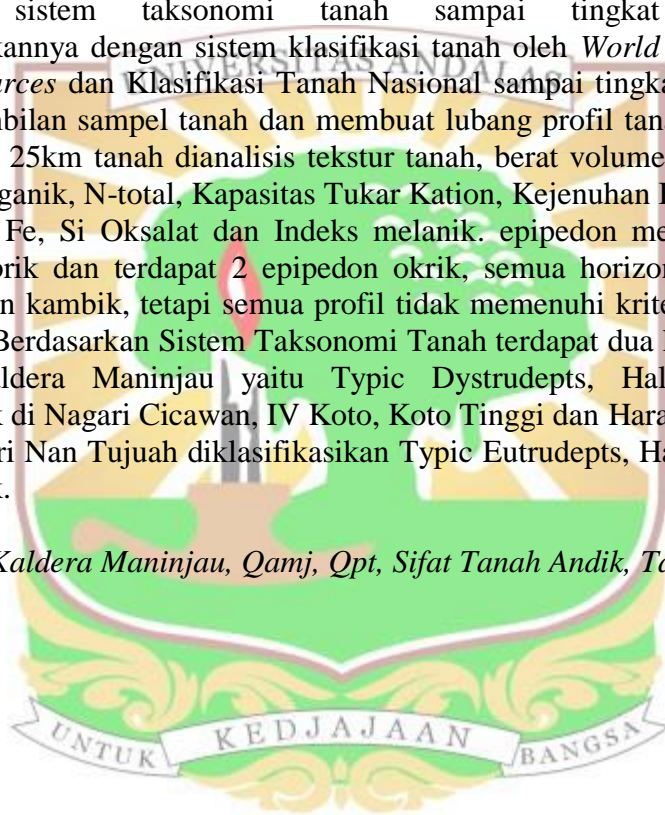 sistem taksonomi tanah sampai tingkat
kannya dengan sistem klasifikasi tanah oleh World
rces dan Klasifikasi Tanah Nasional sampai tingka
mbilan sampel tanah dan membuat lubang profil tan
25km tanah dianalisis tekstur tanah, berat volume
ganik, N-total, Kapasitas Tukar Kation, Kejenuhan
Fe, Si Oksalat dan Indeks melanik. epipedon me
orik dan terdapat 2 epipedon okrik, semua horizon
n kambik, tetapi semua profil tidak memenuhi krite
Berdasarkan Sistem Taksonomi Tanah terdapat dua
aldera Maninjau yaitu Typic Dystrudepts, Hal
k di Nagari Cicawan, IV Koto, Koto Tinggi dan Hara
ri Nan Tujuah diklasifikasikan Typic Eutrudepts, Ha
k.
Kaldera Maninjau, Qamj, Qpt, Sifat Tanah Andik, Ta
UNIVERSITAS ANDALAS
UNTUK KEDJAJAAN BANGSA